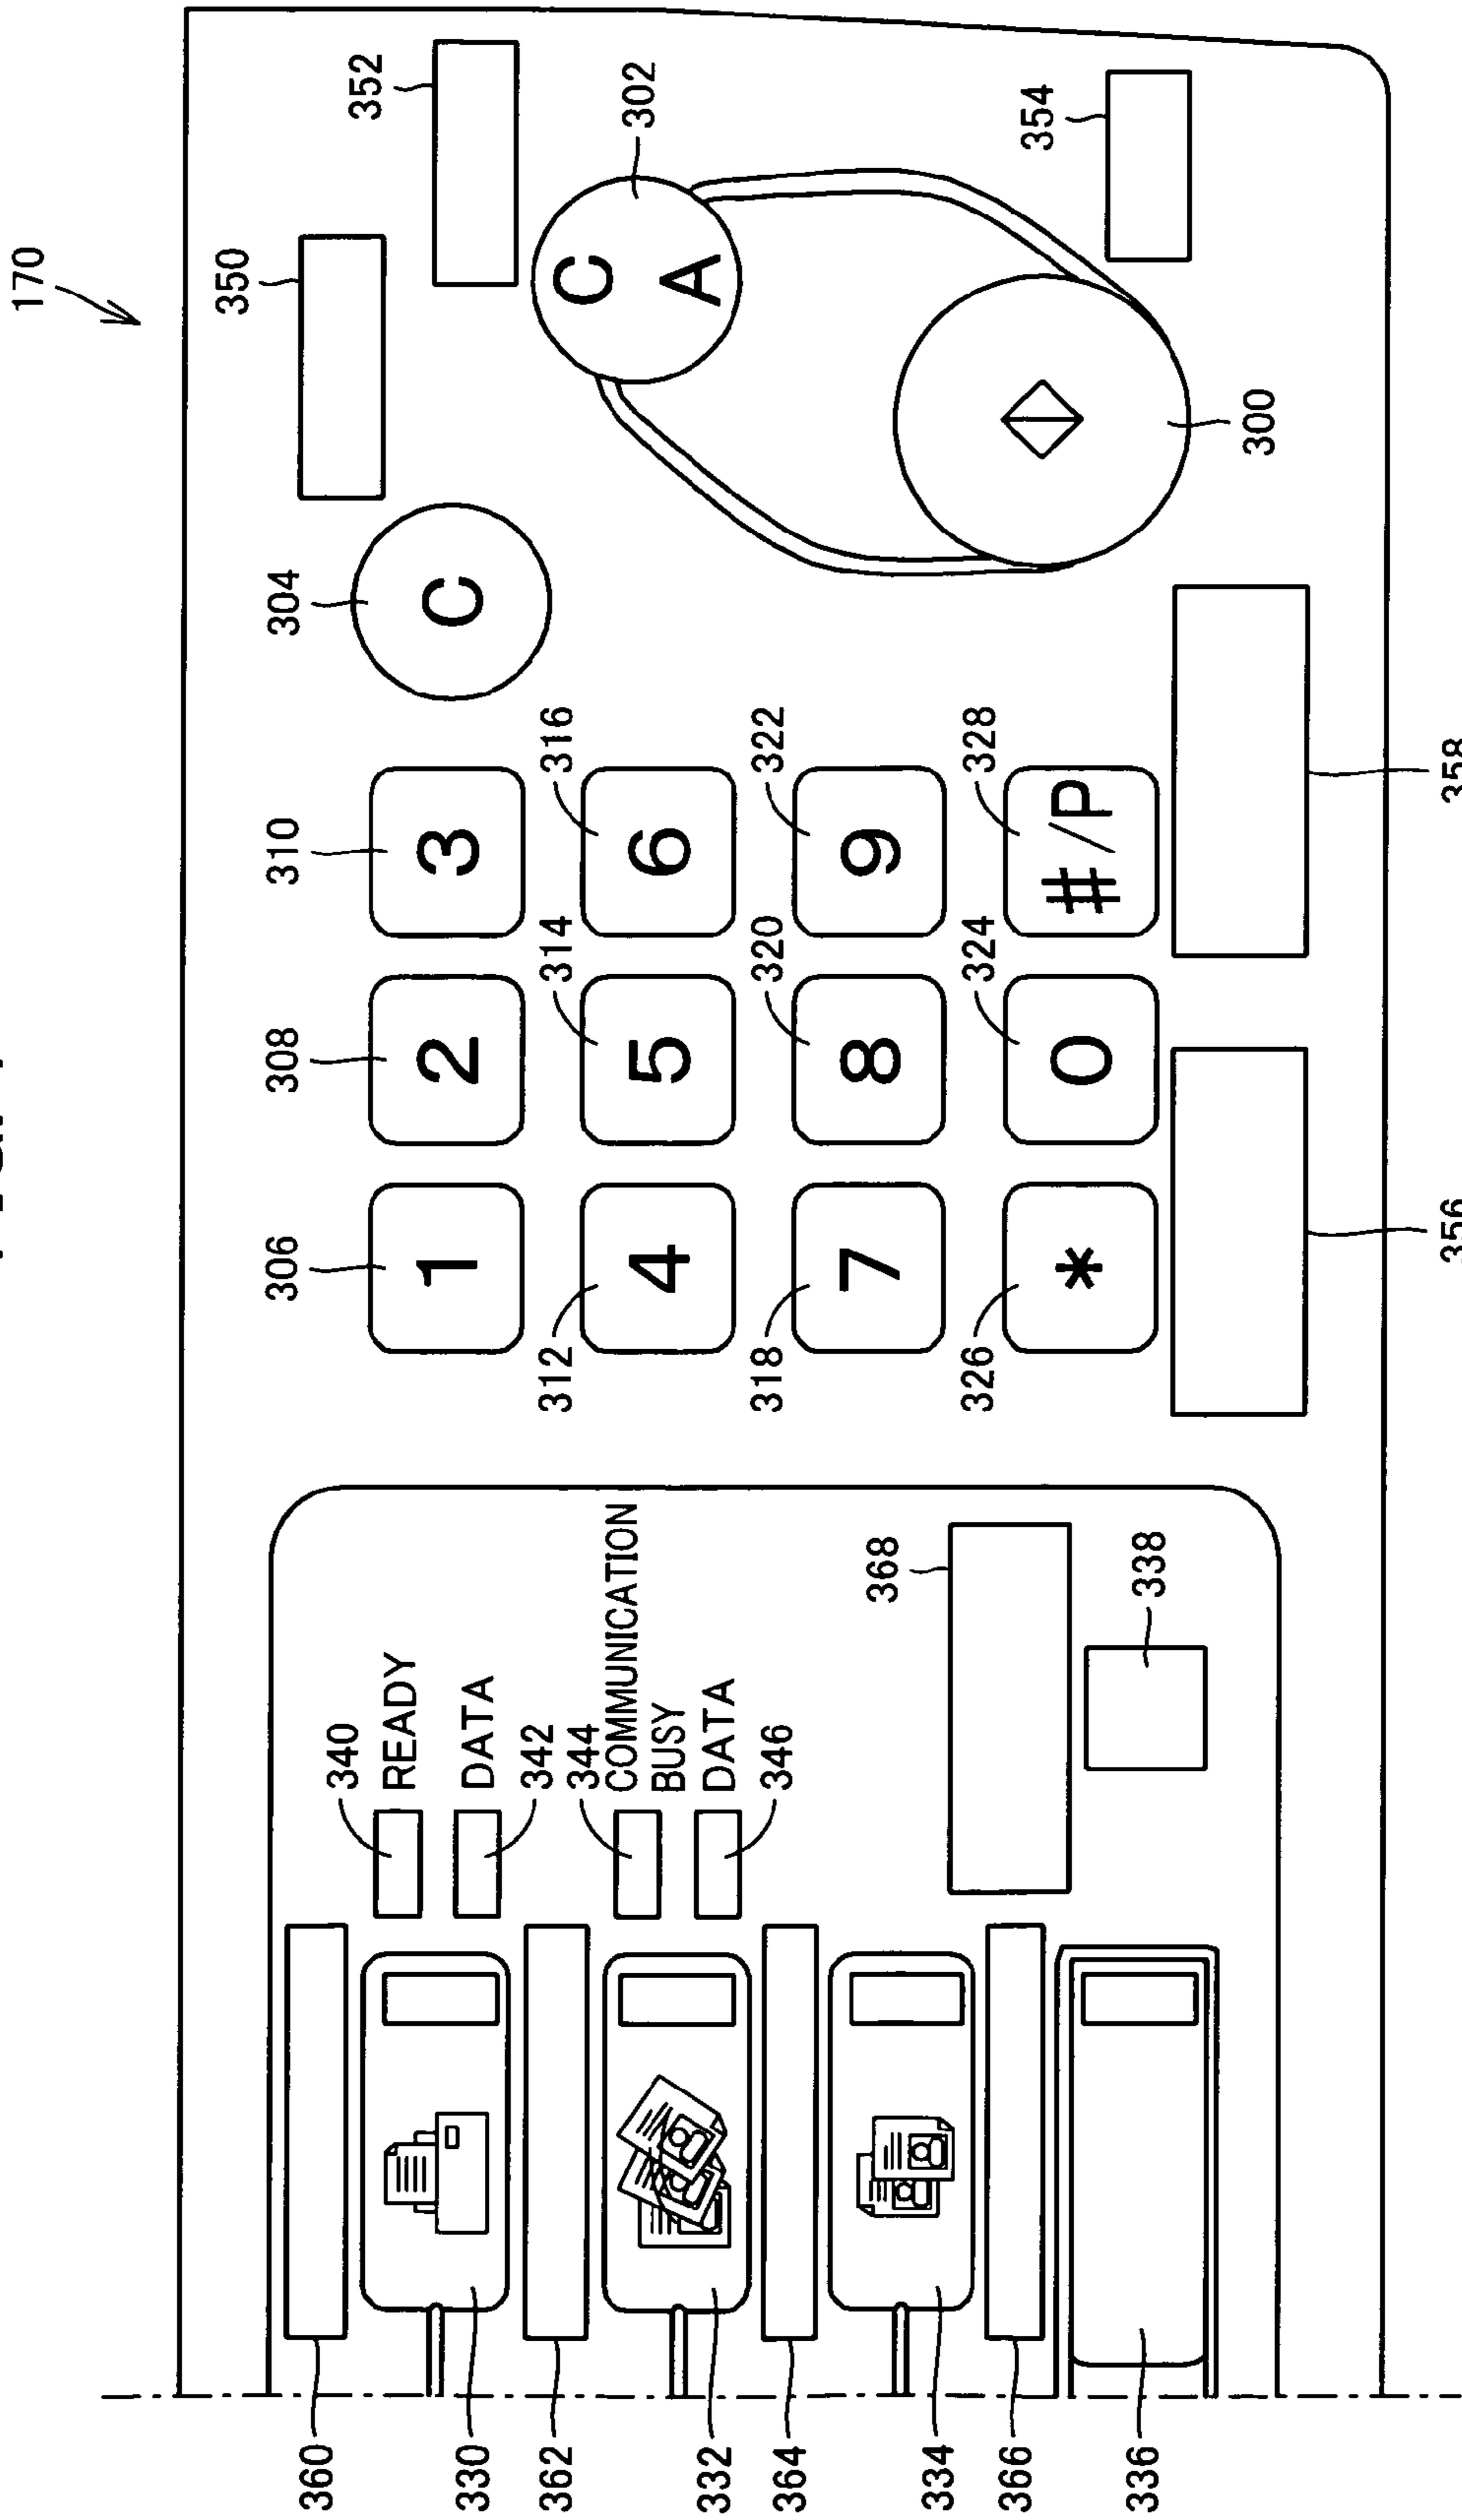 170
350
306 308 310 304
360
340 352
READY
1 2 3 C
330 DATA
342
362 312 314 316
344 C
COMMUNICATION 302
BUSY 4 5 6 A
332 DATA
346 318 320 322
364
7 8 9
368
334
326 324 328
366 354
* 0 #/P
336 338
300
356 358